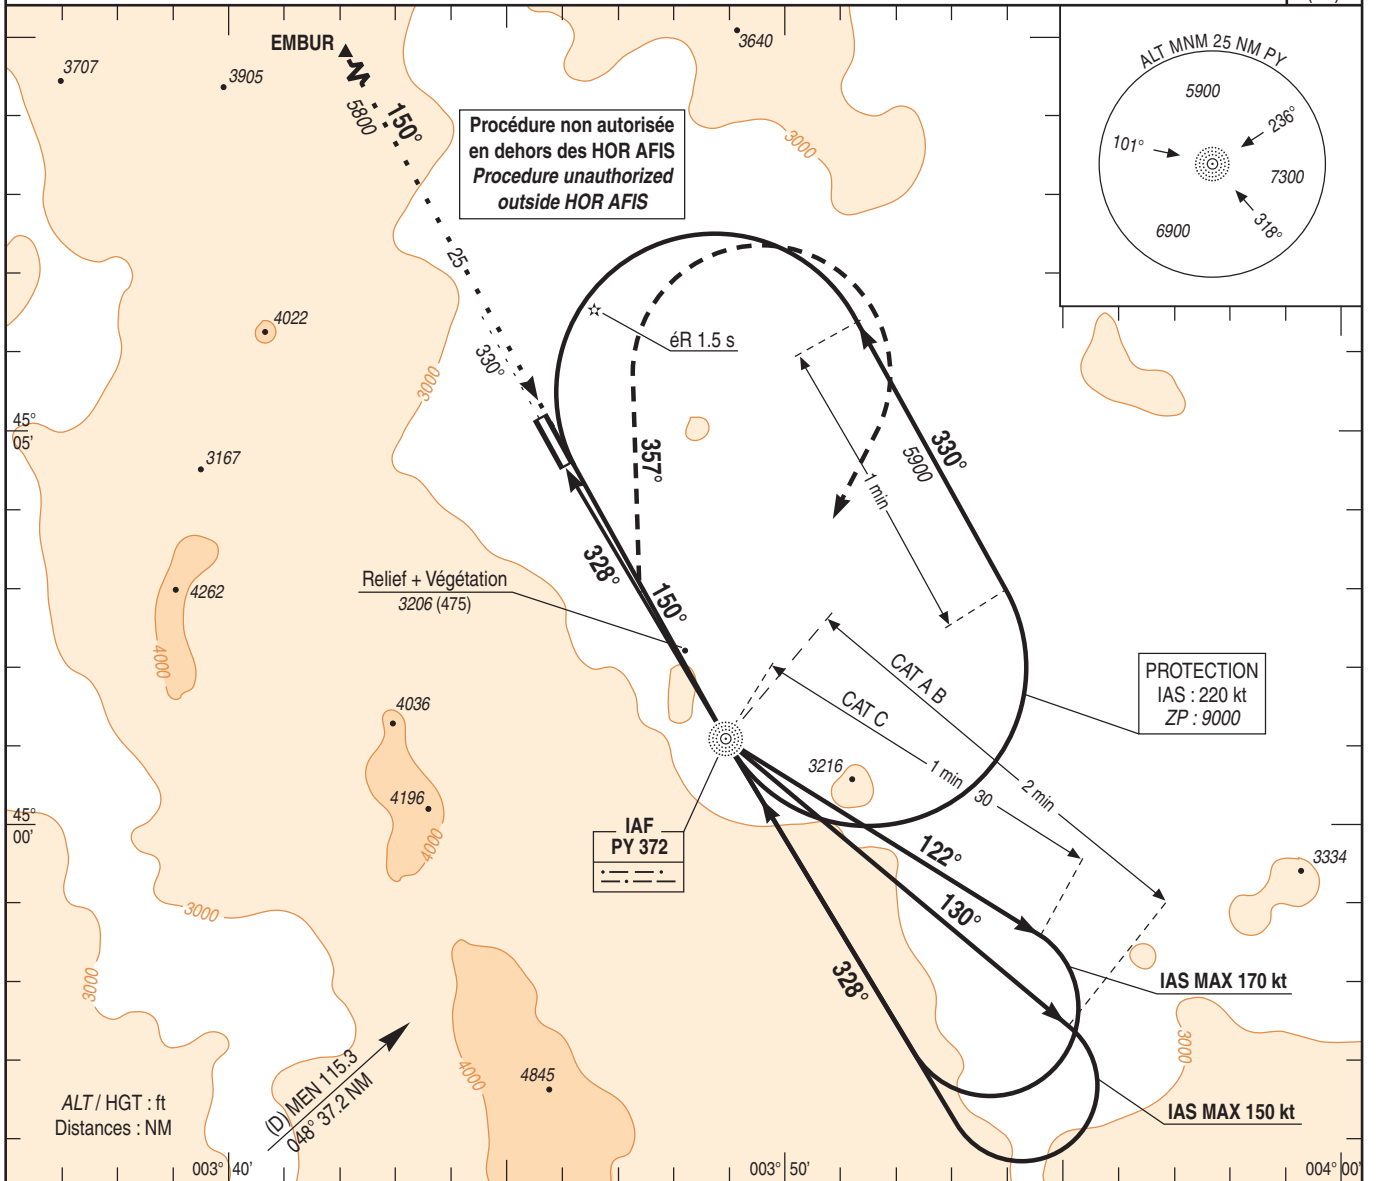 EMBUR
3707
3905
3640
3000
5800
150°
25
330°
Procédure non autorisée
en dehors des HOR AFIS
Procedure unauthorized
outside HOR AFIS
ALT MNM 25 NM PY
5900
236°
101°
7300
318°
6900
4022
éR 1.5 s
3000
45°
05'
3167
357°
330°
5900
1 min
4262
4000
328°
150°
Relief + Végétation
3206 (475)
CAT A B
CAT C
PROTECTION
IAS : 220 kt
ZP : 9000
4036
4196
4000
3216
1 min 30
2 min
45°
00'
IAF
PY 372
122°
130°
3334
3000
3000
328°
IAS MAX 170 kt
3000
4000
4845
IAS MAX 150 kt
(D) MEN 115.3
048° 37.2 NM
ALT / HGT : ft
Distances : NM
003° 40'
003° 50'
004° 00'